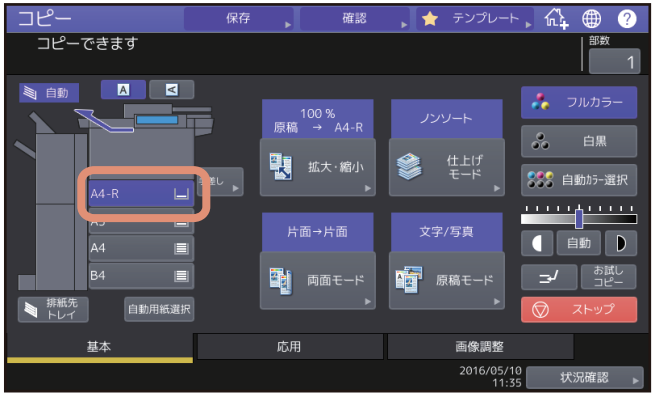 コピー
保存
確認
テンプレート
?
コピーできます
部数
1
自動
A
A
100 %
原稿 → A4-R
ノンソート
フルカラー
拡大・縮小
仕上げ
モード
白黒
自動ｶﾗｰ選択
差し
A4-R
A4
B4
片面→片面
文字/写真
自動
両面モード
原稿モード
お試し
コピー
排紙先
トレイ
自動用紙選択
ストップ
基本
応用
画像調整
2016/05/10
11:35
状況確認